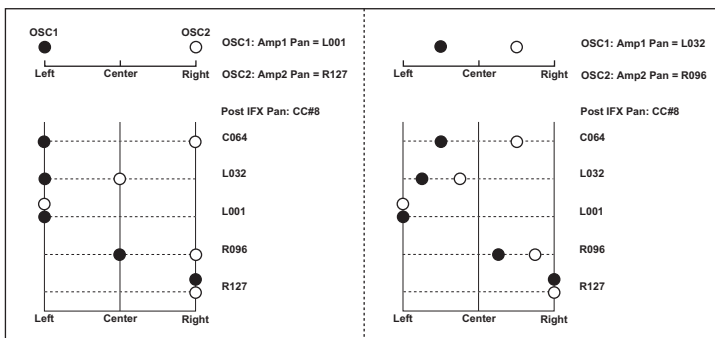 OSC1
OSC2
OSC1: Amp1 Pan = L001
Left
Center
Right
OSC2: Amp2 Pan = R127
Post IFX Pan: CC#8
C064
L032
L001
R096
R127
Left
Center
Right
OSC1: Amp1 Pan = L032
Left
Center
Right
OSC2: Amp2 Pan = R096
Post IFX Pan: CC#8
C064
L032
L001
R096
R127
Left
Center
Right